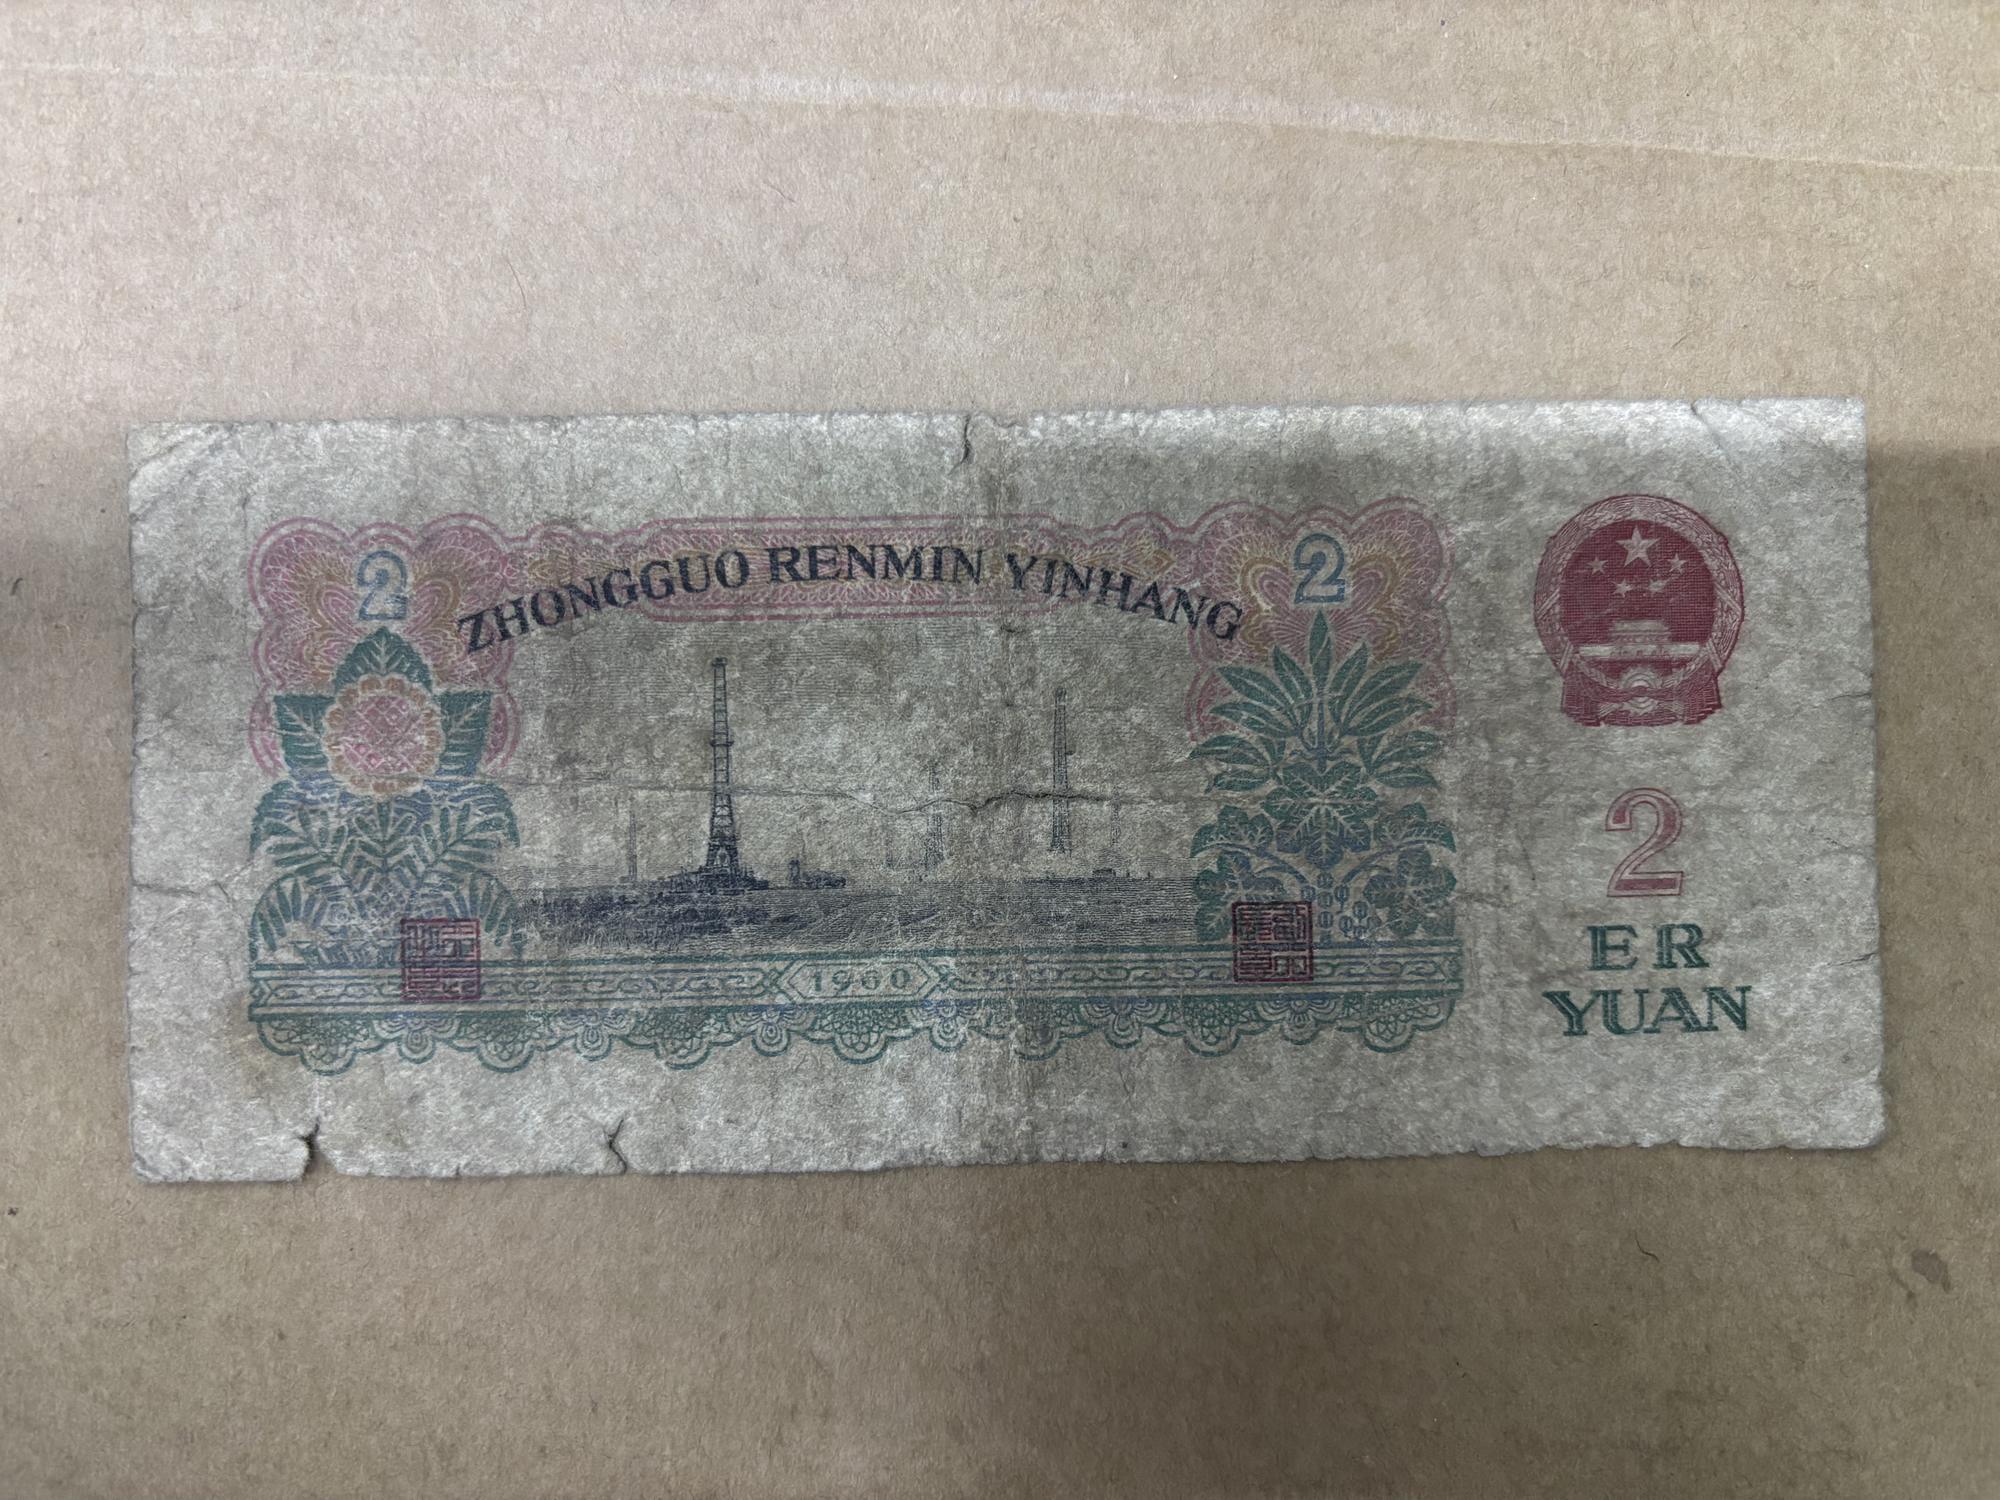 2
ZHONGGUO RENMIN YINHANG
2
2
ER
YUAN
1960